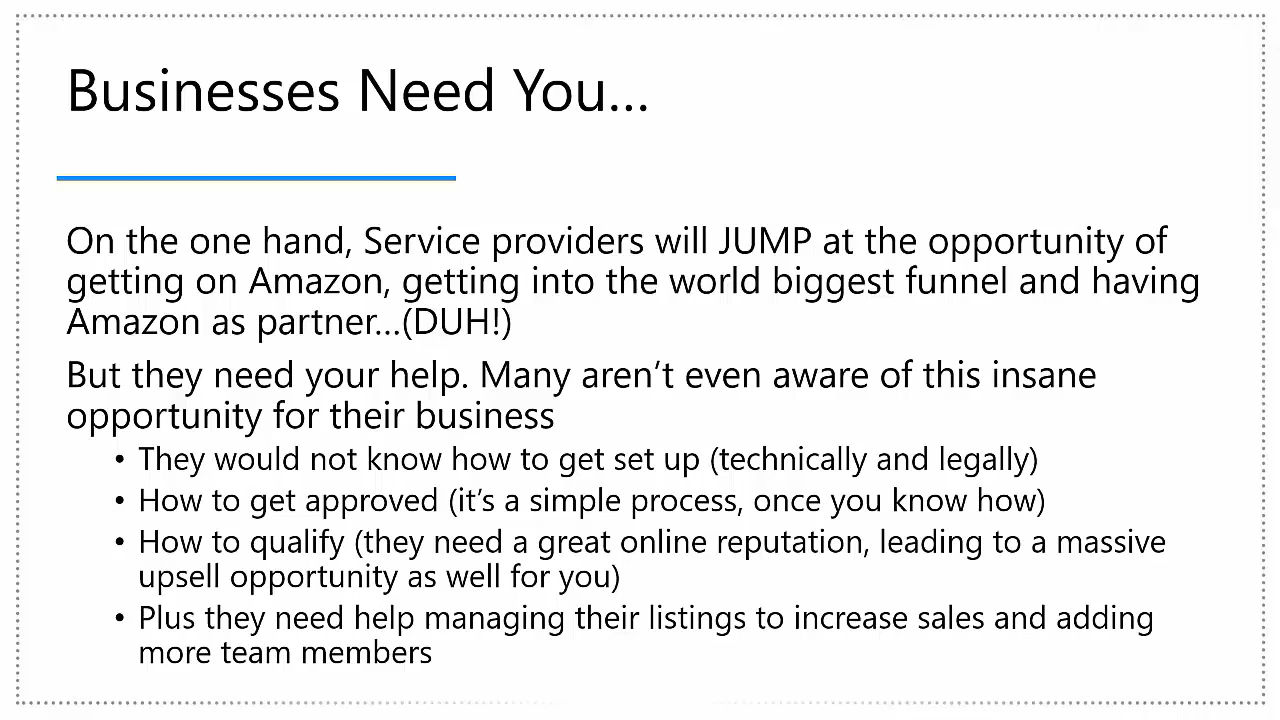 Businesses Need You...
On the one hand, Service providers will JUMP at the opportunity of
getting on Amazon, getting into the world biggest funnel and having
Amazon as partner...(DUH!)
But they need your help. Many aren’t even aware of this insane
opportunity for their business
• They would not know how to get set up (technically and legally)
• How to get approved (it’s a simple process, once you know how)
• How to qualify (they need a great online reputation, leading to a massive
upsell opportunity as well for you)
• Plus they need help managing their listings to increase sales and adding
more team members